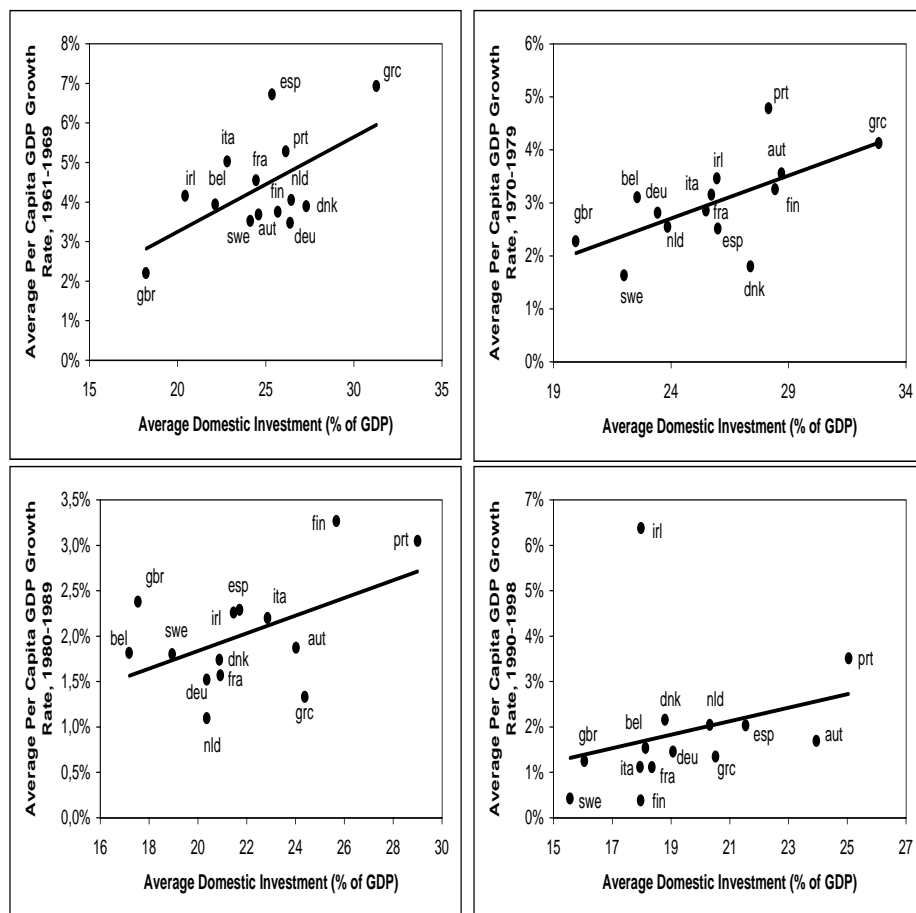 Average Per Capita GDP Growth
Rate, 1961-1969
8%
7%
6%
5%
4%
3%
2%
1%
0%
grc
esp
ita
prt
fra
irl
bel
fin
nld
dnk
swe
aut
deu
gbr
15
20
25
30
35
Average Domestic Investment (% of GDP)
Average Per Capita GDP Growth
Rate, 1970-1979
6%
5%
4%
3%
2%
1%
0%
prt
grc
irl
aut
bel
deu
ita
fin
gbr
fra
nld
esp
swe
dnk
19
24
29
34
Average Domestic Investment (% of GDP)
Average Per Capita GDP Growth
Rate, 1980-1989
3,5%
3,0%
2,5%
2,0%
1,5%
1,0%
0,5%
0,0%
fin
prt
gbr
esp
ita
irl
bel
swe
aut
dnk
deu
fra
grc
nld
16
18
20
22
24
26
28
30
Average Domestic Investment (% of GDP)
Average Per Capita GDP Growth
Rate, 1990-1998
7%
6%
5%
4%
3%
2%
1%
0%
irl
prt
dnk
nld
bel
gbr
esp
aut
deu
ita
fra
grc
swe
fin
15
17
19
21
23
25
27
Average Domestic Investment (% of GDP)